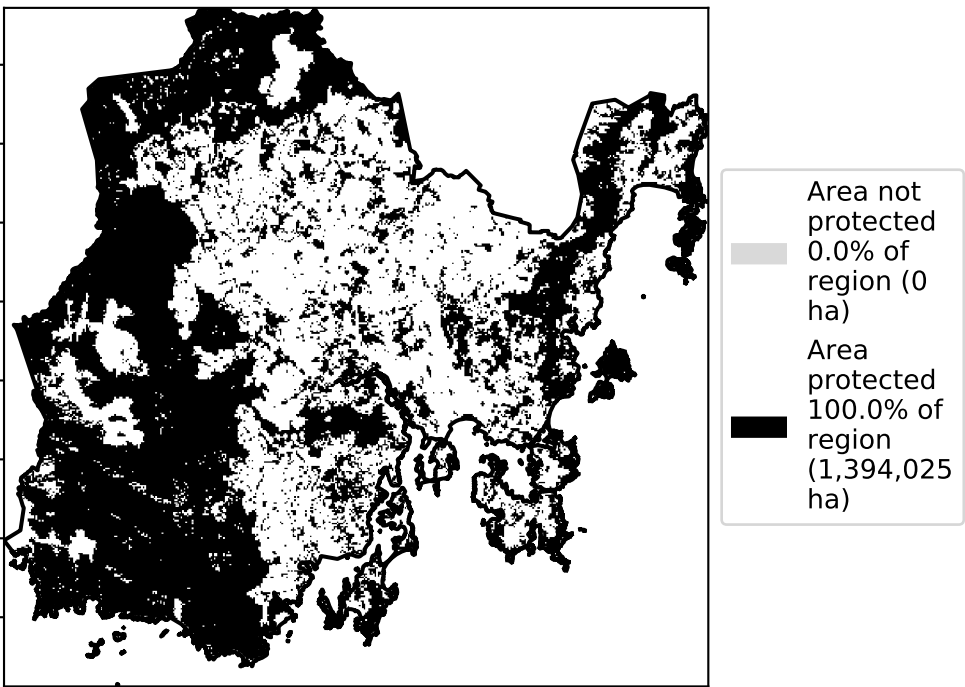 Area not
protected
0.0% of
region (0
ha)
Area
protected
100.0% of
region
(1,394,025
ha)